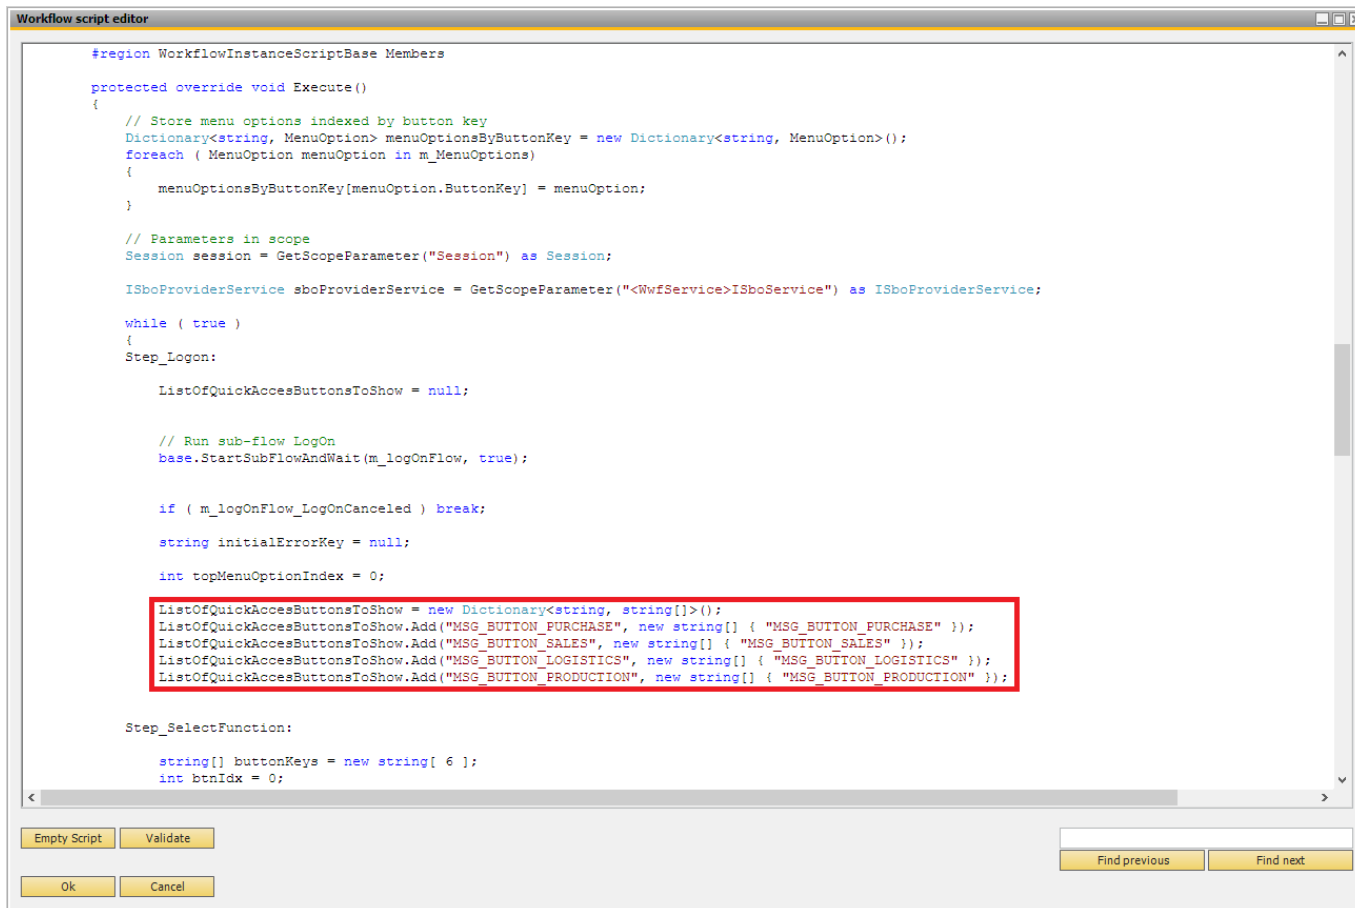 Workflow script editor
#region WorkflowInstanceScriptBase Members
protected override void Execute()
{
// Store menu options indexed by button key
Dictionary<string, MenuOption> menuOptionsByButtonKey = new Dictionary<string, MenuOption>();
foreach ( MenuOption menuOption in m_MenuOptions)
{
menuOptionsByButtonKey[menuOption.ButtonKey] = menuOption;
}
// Parameters in scope
Session session = GetScopeParameter("Session") as Session;
ISboProviderService sboProviderService = GetScopeParameter("<WwfService>ISboService") as ISboProviderService;
while ( true )
{
Step_Logon:
ListOfQuickAccesButtonsToShow = null;
// Run sub-flow LogOn
base.StartSubFlowAndWait(m_logOnFlow, true);
if ( m_logOnFlow_LogOnCanceled ) break;
string initialErrorKey = null;
int topMenuOptionIndex = 0;
ListOfQuickAccesButtonsToShow = new Dictionary<string, string[]>();
ListOfQuickAccesButtonsToShow.Add("MSG_BUTTON_PURCHASE", new string[] { "MSG_BUTTON_PURCHASE" });
ListOfQuickAccesButtonsToShow.Add("MSG_BUTTON_SALES", new string[] { "MSG_BUTTON_SALES" });
ListOfQuickAccesButtonsToShow.Add("MSG_BUTTON_LOGISTICS", new string[] { "MSG_BUTTON_LOGISTICS" });
ListOfQuickAccesButtonsToShow.Add("MSG_BUTTON_PRODUCTION", new string[] { "MSG_BUTTON_PRODUCTION" });
Step_SelectFunction:
string[] buttonKeys = new string[ 6 ];
int btnIdx = 0;
Empty Script Validate
Find previous Find next
Ok Cancel